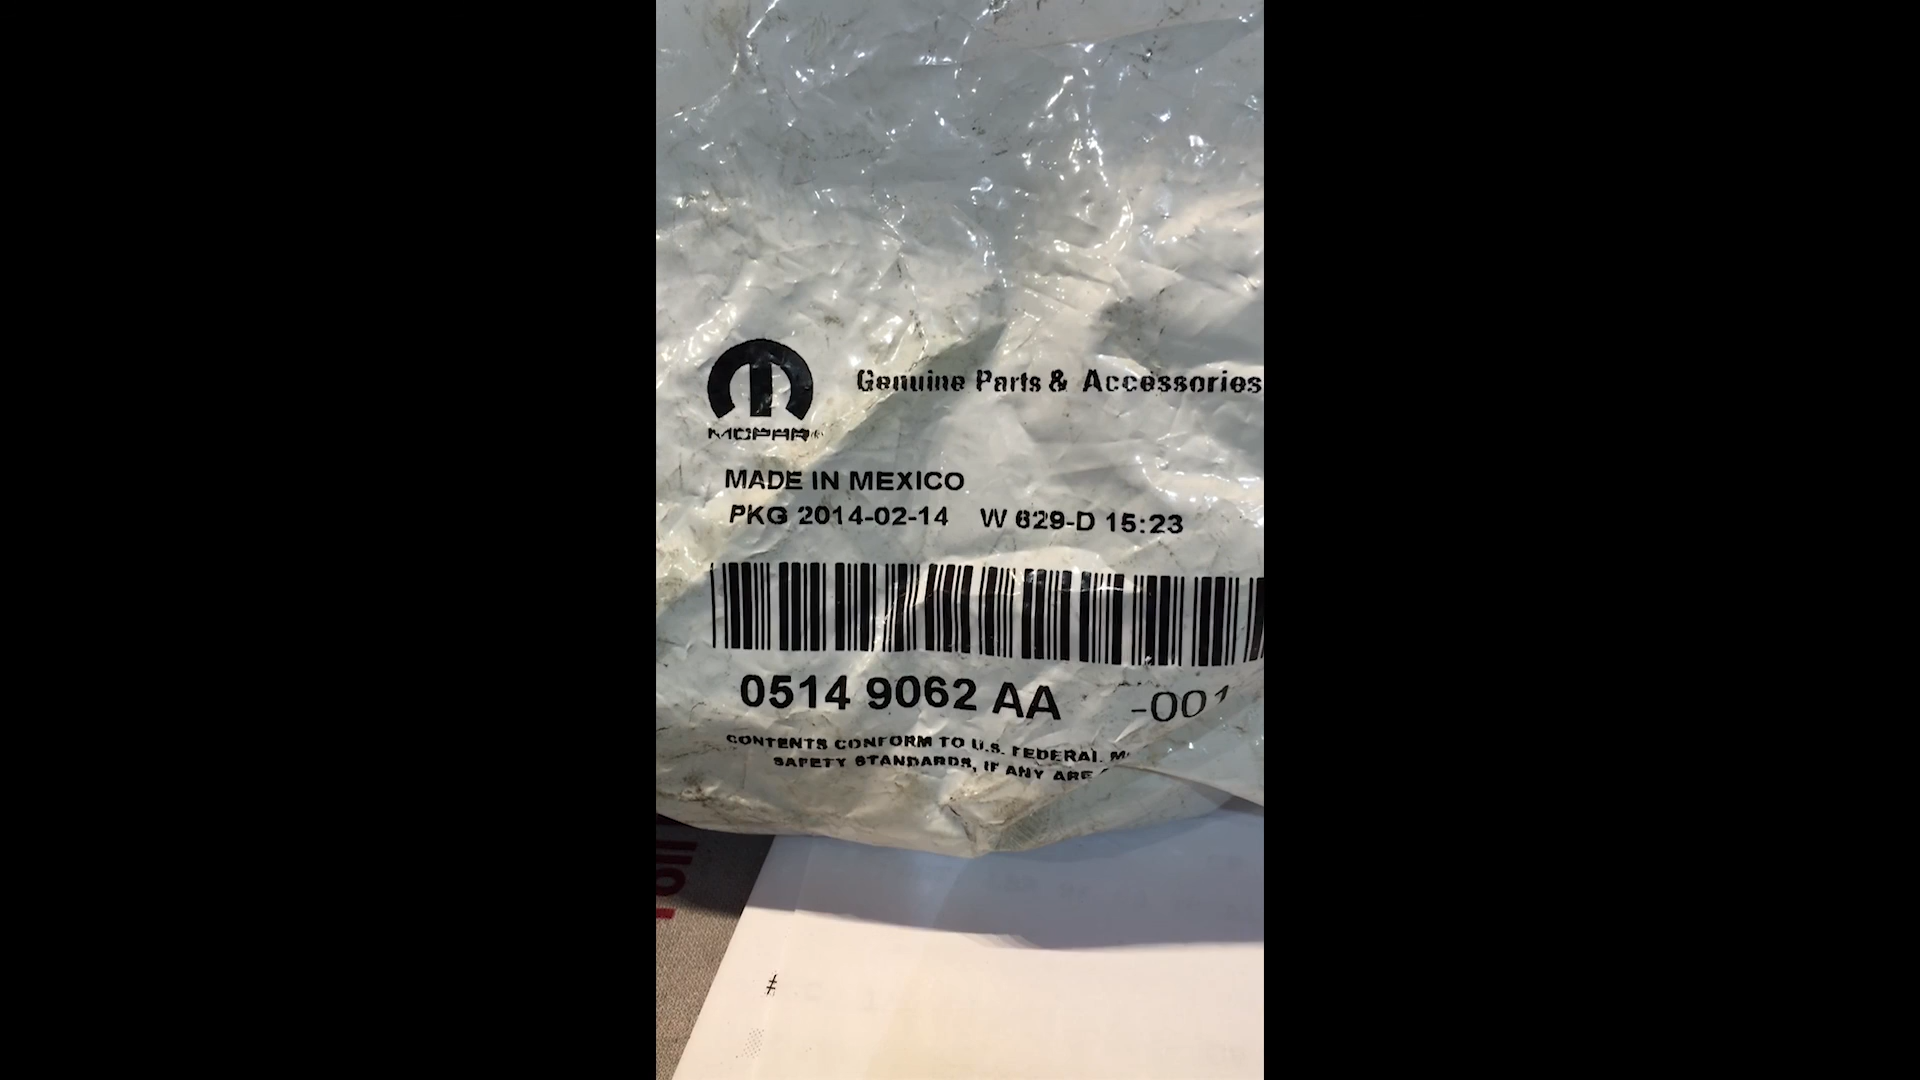 Genuine Parts & Accessories
MOPAR®
MADE IN MEXICO
PKG 2014-02-14 W 629-D 15:23
0514 9062 AA -001
CONTENTS CONFORM TO U.S. FEDERAL
SAFETY STANDARDS, IF ANY ARE
#